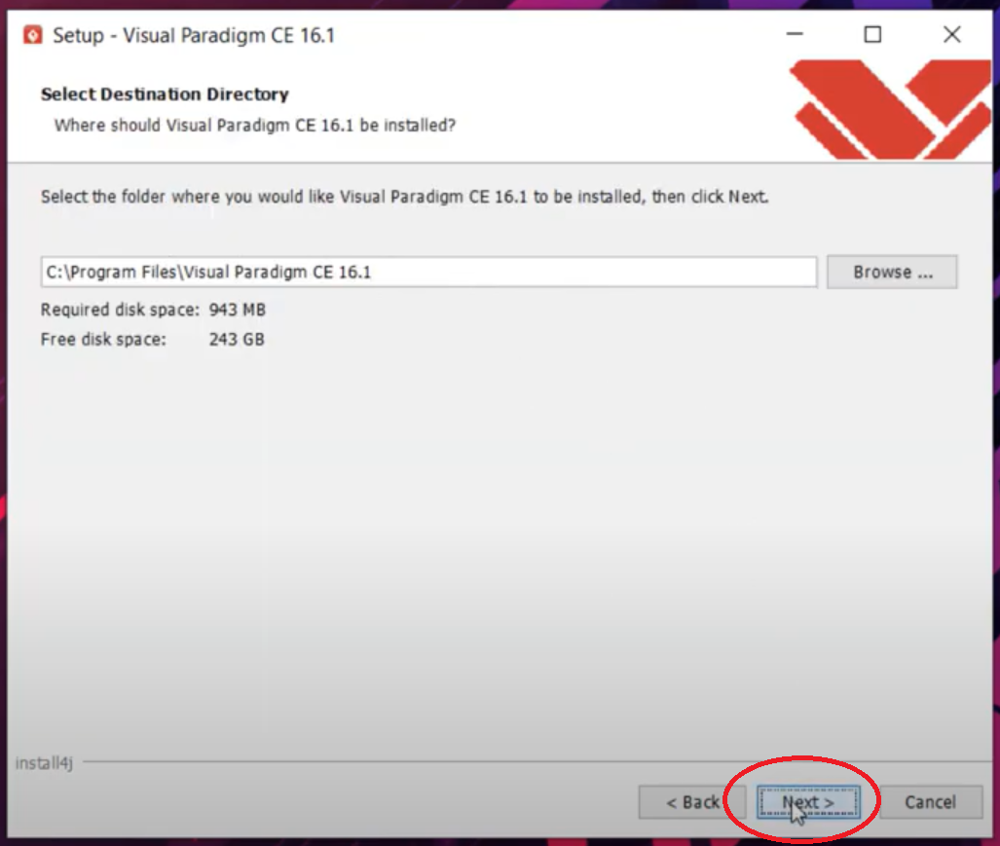 Setup - Visual Paradigm CE 16.1
Select Destination Directory
Where should Visual Paradigm CE 16.1 be installed?
Select the folder where you would like Visual Paradigm CE 16.1 to be installed, then click Next.
C:\Program Files\Visual Paradigm CE 16.1 Browse ...
Required disk space: 943 MB
Free disk space: 243 GB
install4j
< Back Next > Cancel